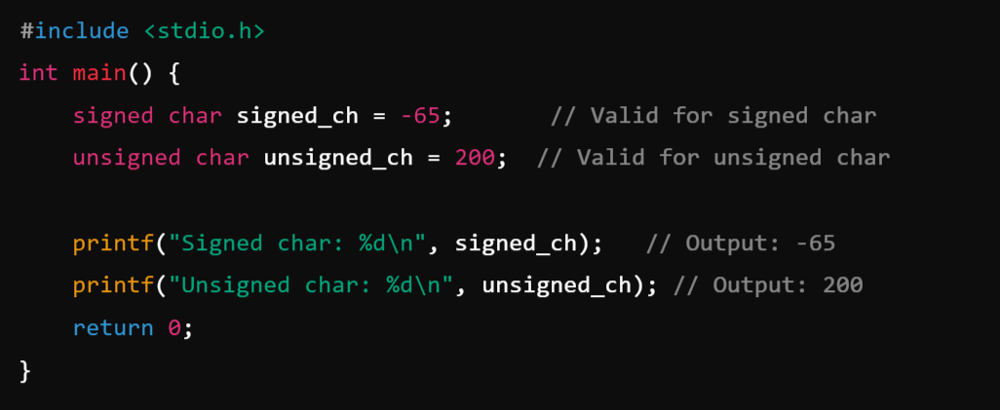 #include <stdio.h>
int main() {
    signed char signed_ch = -65;       // Valid for signed char
    unsigned char unsigned_ch = 200;  // Valid for unsigned char

    printf("Signed char: %d\n", signed_ch);   // Output: -65
    printf("Unsigned char: %d\n", unsigned_ch); // Output: 200
    return 0;
}